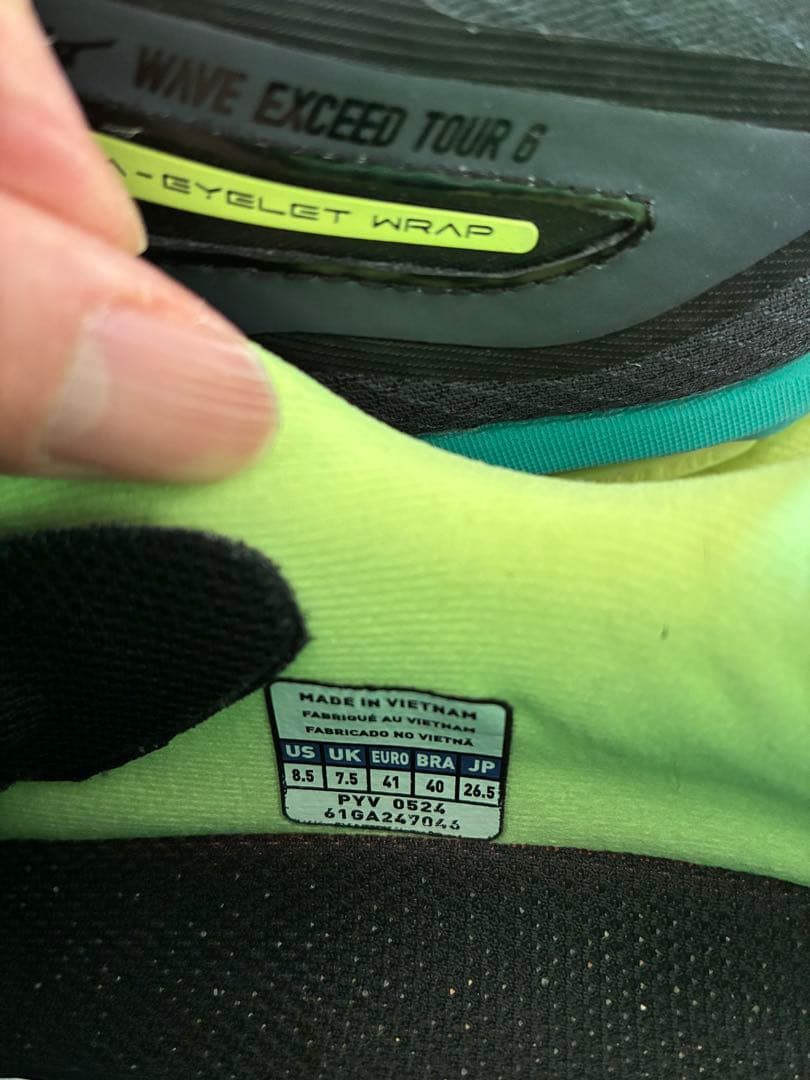 WAVE EXCEED TOUR 6
-EYELET WRAP
MADE IN VIETNAM
FABRIQUÉ AU VIETNAM
FABRICADO NO VIETNÃ
US UK EURO BRA JP
8.5 7.5 41 40 26.5
PYV 0524
61GA247046